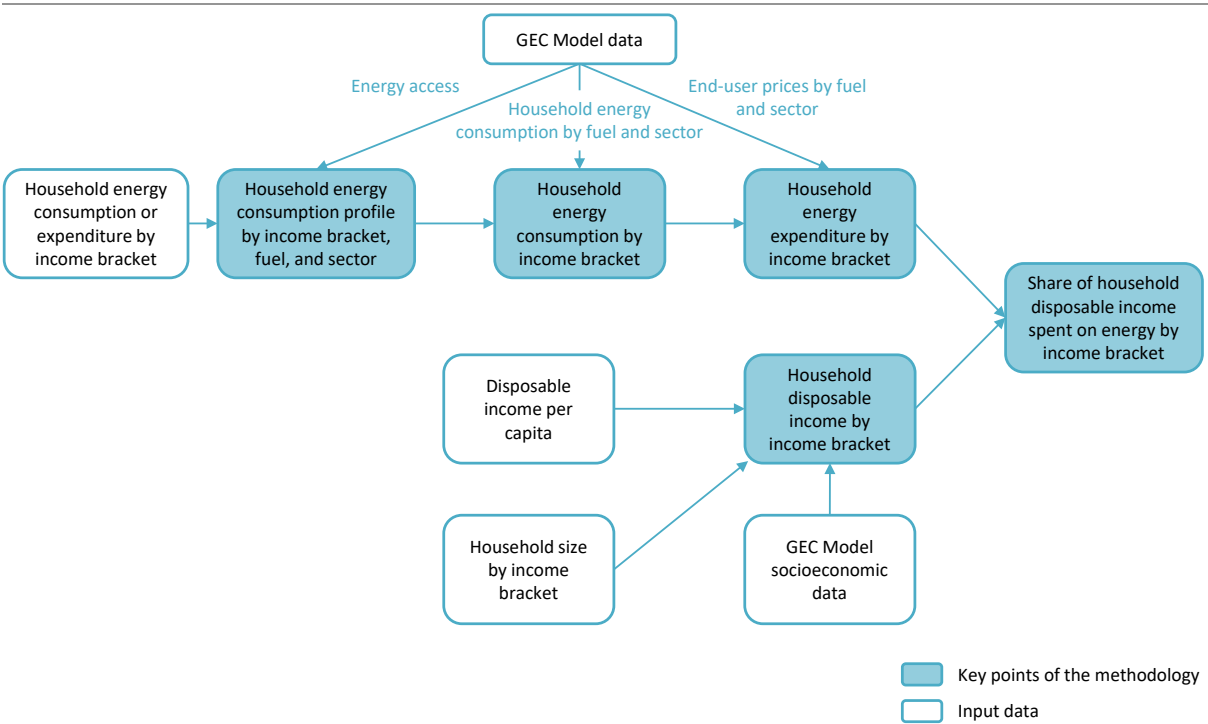 GEC Model data
Energy access
Household energy
consumption by fuel and sector
End-user prices by fuel
and sector
Household energy
consumption or
expenditure by
income bracket
Household energy
consumption profile
by income bracket,
fuel, and sector
Household
energy
consumption by
income bracket
Household
energy
expenditure by
income bracket
Share of household
disposable income
spent on energy by
income bracket
Disposable
income per
capita
Household
disposable
income by
income bracket
Household size
by income
bracket
GEC Model
socioeconomic
data
Key points of the methodology
Input data